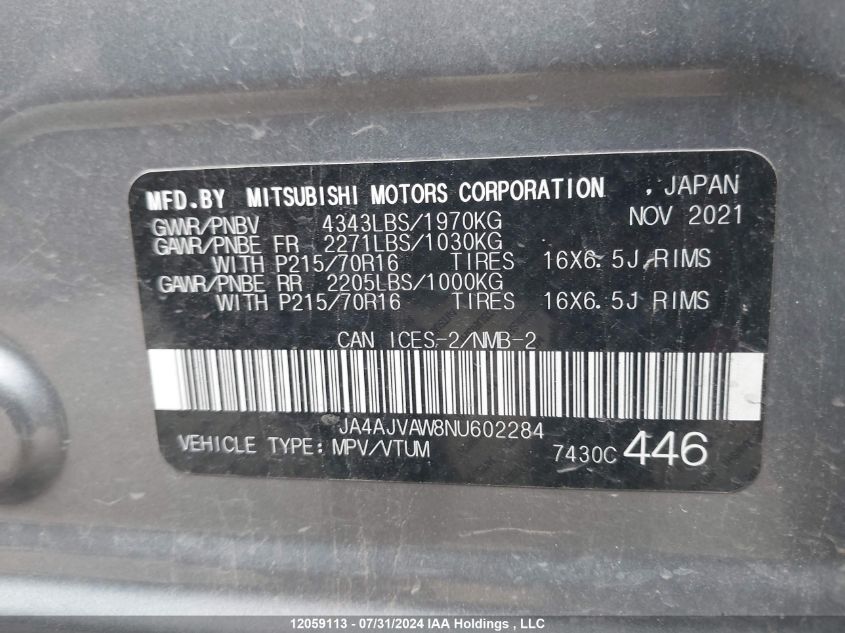 MFD.BY MITSUBISHI MOTORS CORPORATION , JAPAN
GVWR/PNBV 4343LBS/1970KG NOV 2021
GAWR/PNBE FR 2271LBS/1030KG
WITH P215/70R16 TIRES 16X6.5J RIMS
GAWR/PNBE RR 2205LBS/1000KG
WITH P215/70R16 TIRES 16X6.5J RIMS
CAN ICES-2/NMB-2
JA4AJVAW8NU602284
VEHICLE TYPE: MPV/VTUM 7430C 446
12059113 - 07/31/2024 IAA Holdings , LLC